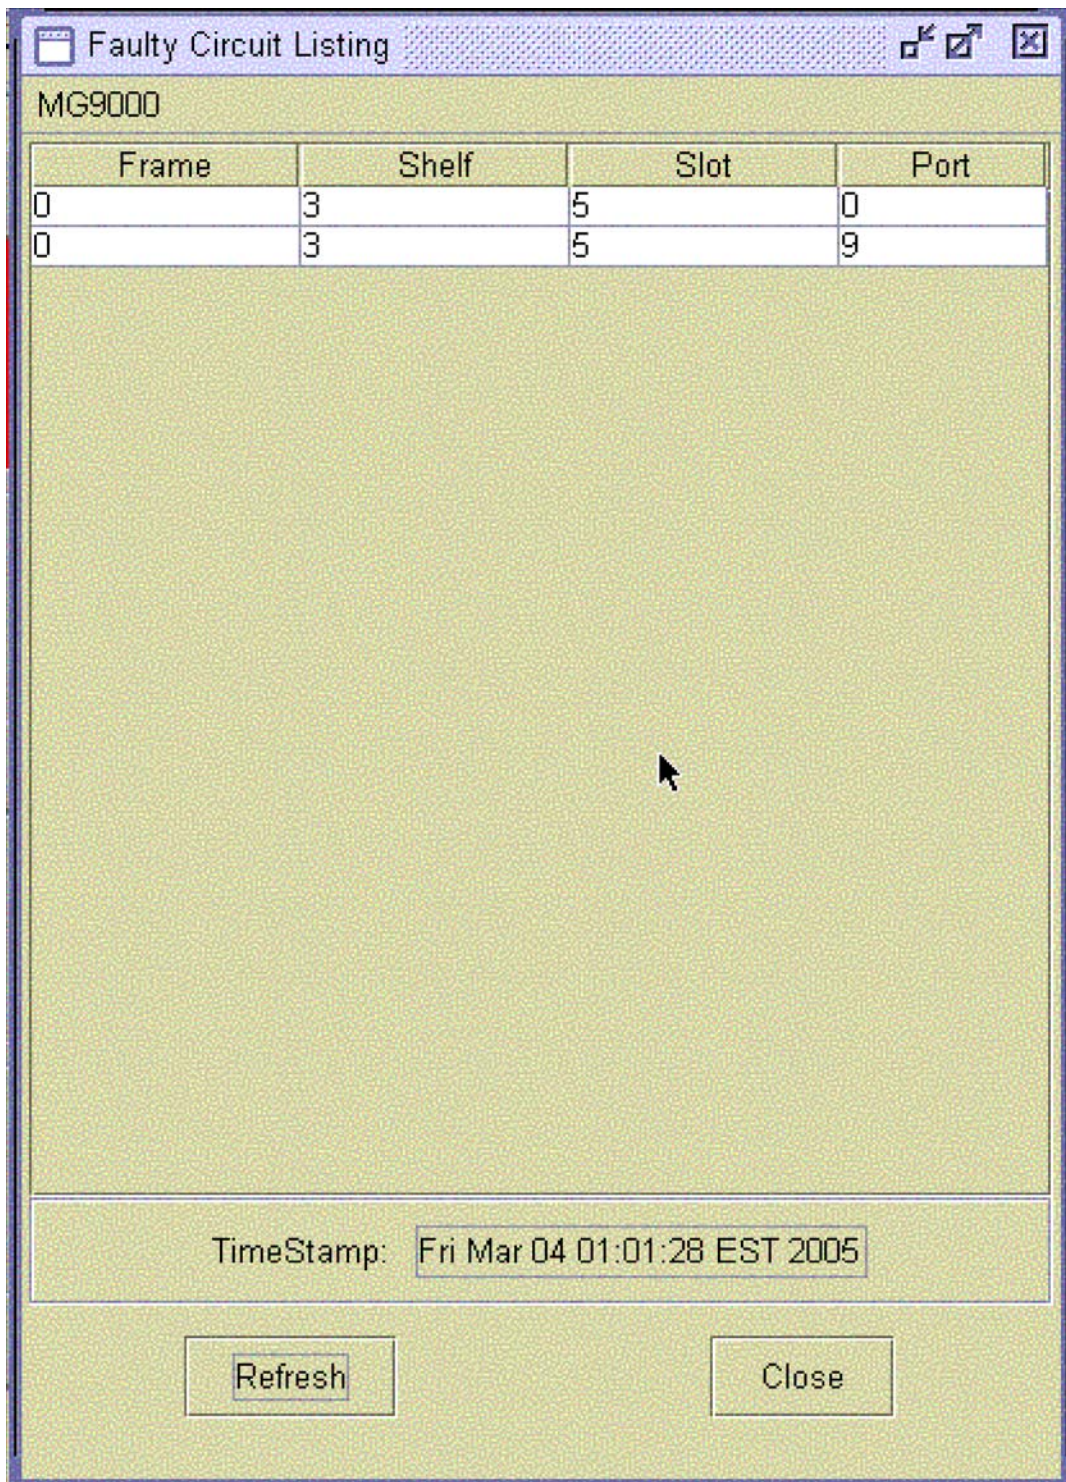 Faulty Circuit Listing
MG9000
Frame Shelf Slot Port
0 3 5 0
0 3 5 9
TimeStamp: Fri Mar 04 01:01:28 EST 2005
Refresh Close